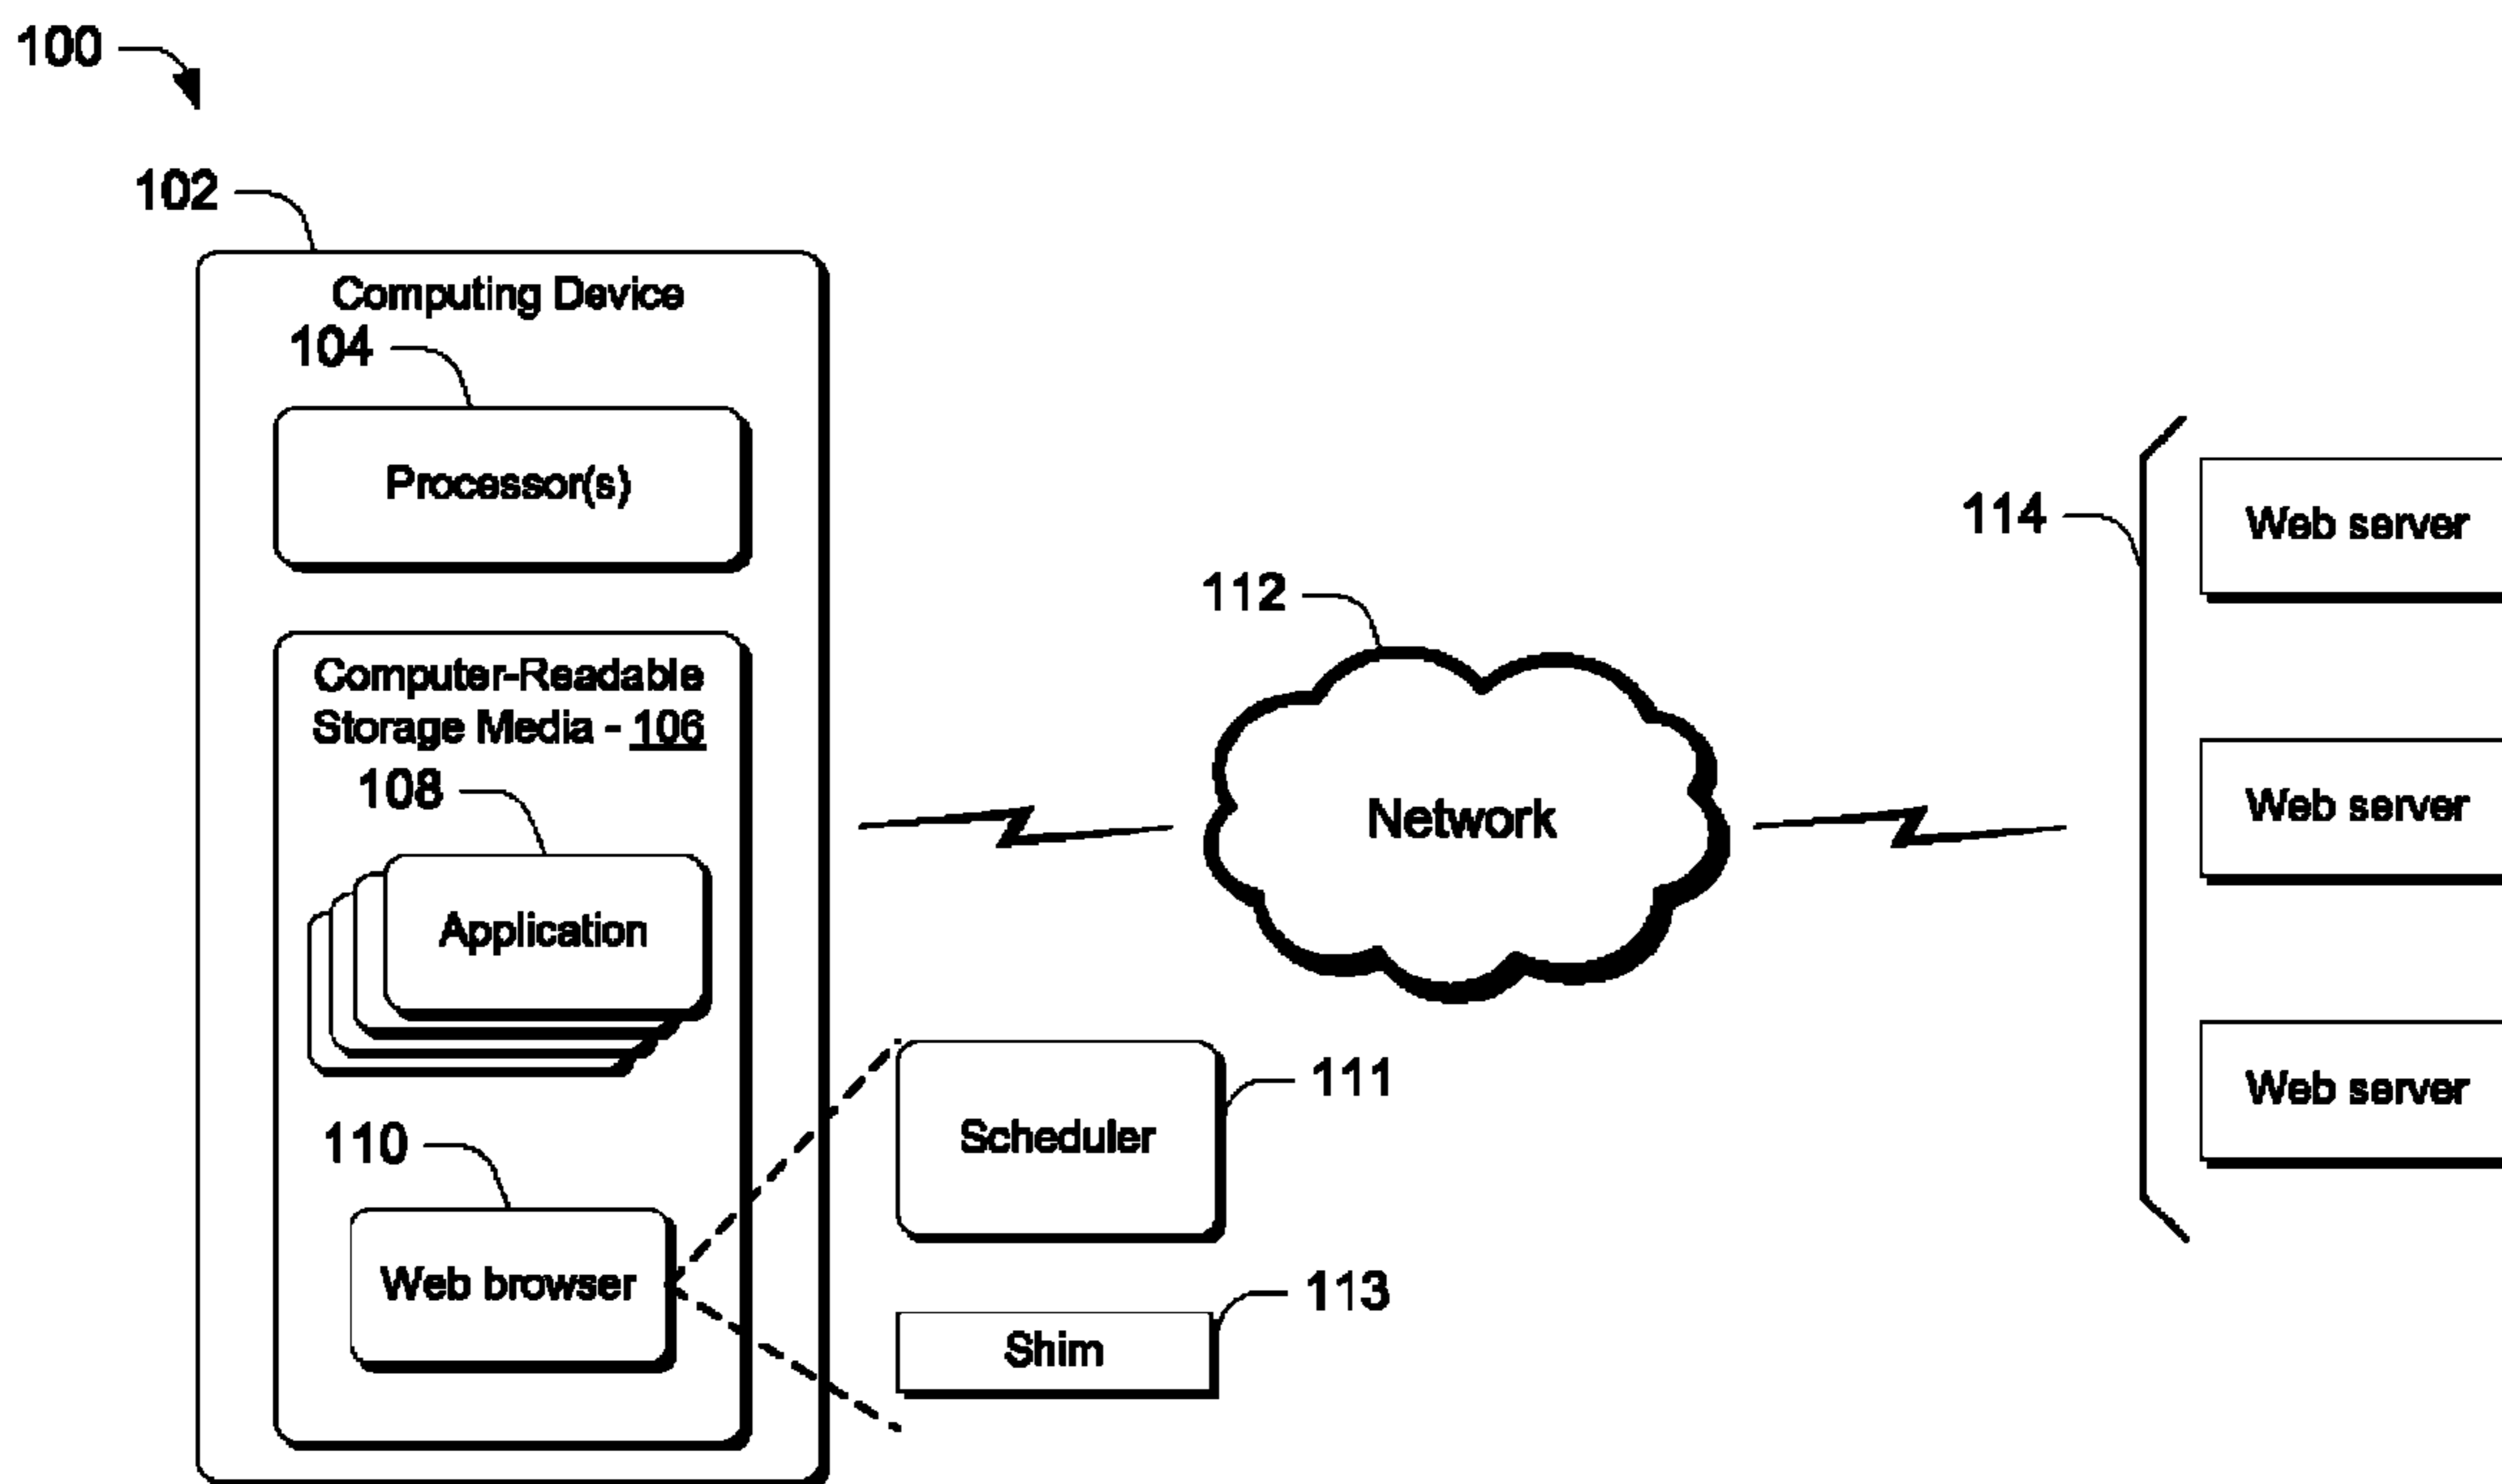 100
102
Computing Device
104
Processor(s)
Computer-Readable
Storage Media - 106
108
Application
110
Web browser
112
Network
Scheduler
111
Shim
113
114
Web server
Web server
Web server